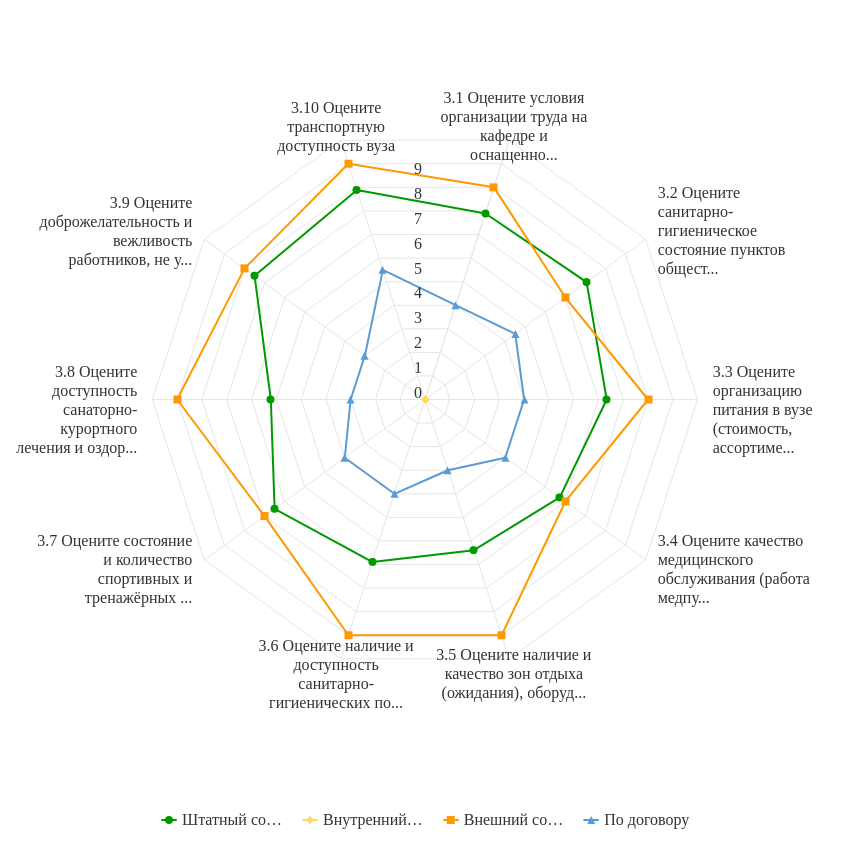 3.10 Оцените
транспортную
доступность вуза
3.1 Оцените условия
организации труда на
кафедре и
оснащенно...
3.2 Оцените
санитарно-
гигиеническое
состояние пунктов
общест...
3.3 Оцените
организацию
питания в вузе
(стоимость,
ассортиме...
3.4 Оцените качество
медицинского
обслуживания (работа
медпу...
3.5 Оцените наличие и
качество зон отдыха
(ожидания), оборуд...
3.6 Оцените наличие и
доступность
санитарно-
гигиенических по...
3.7 Оцените состояние
и количество
спортивных и
тренажёрных ...
3.8 Оцените
доступность
санаторно-
курортного
лечения и оздор...
3.9 Оцените
доброжелательность и
вежливость
работников, не у...
9
8
7
6
5
4
3
2
1
0
Штатный со… Внутренний… Внешний со… По договору